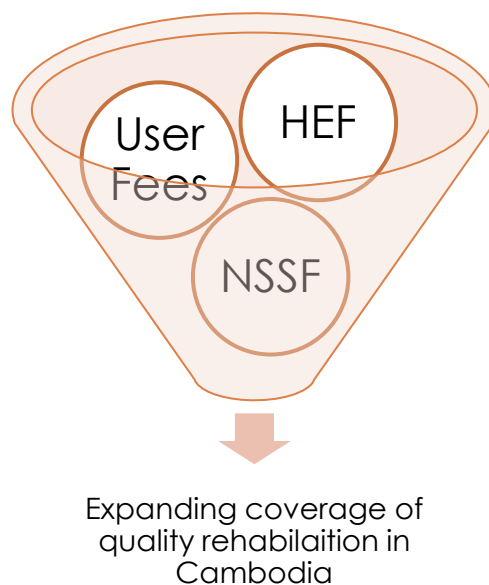 User
Fees
HEF
NSSF
Expanding coverage of
quality rehabilaition in
Cambodia